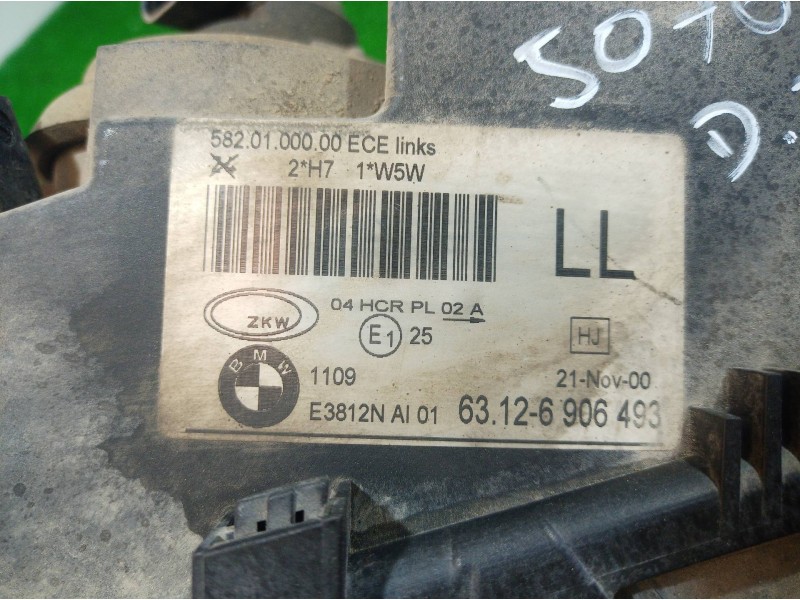 582.01.000.00 ECE links
2*H7 1*W5W
LL
ZKW
04 HCR PL 02 A
E1 25
HJ
BMW
1109
21-Nov-00
E3812N AI 01 63.12-6 906 493
5010